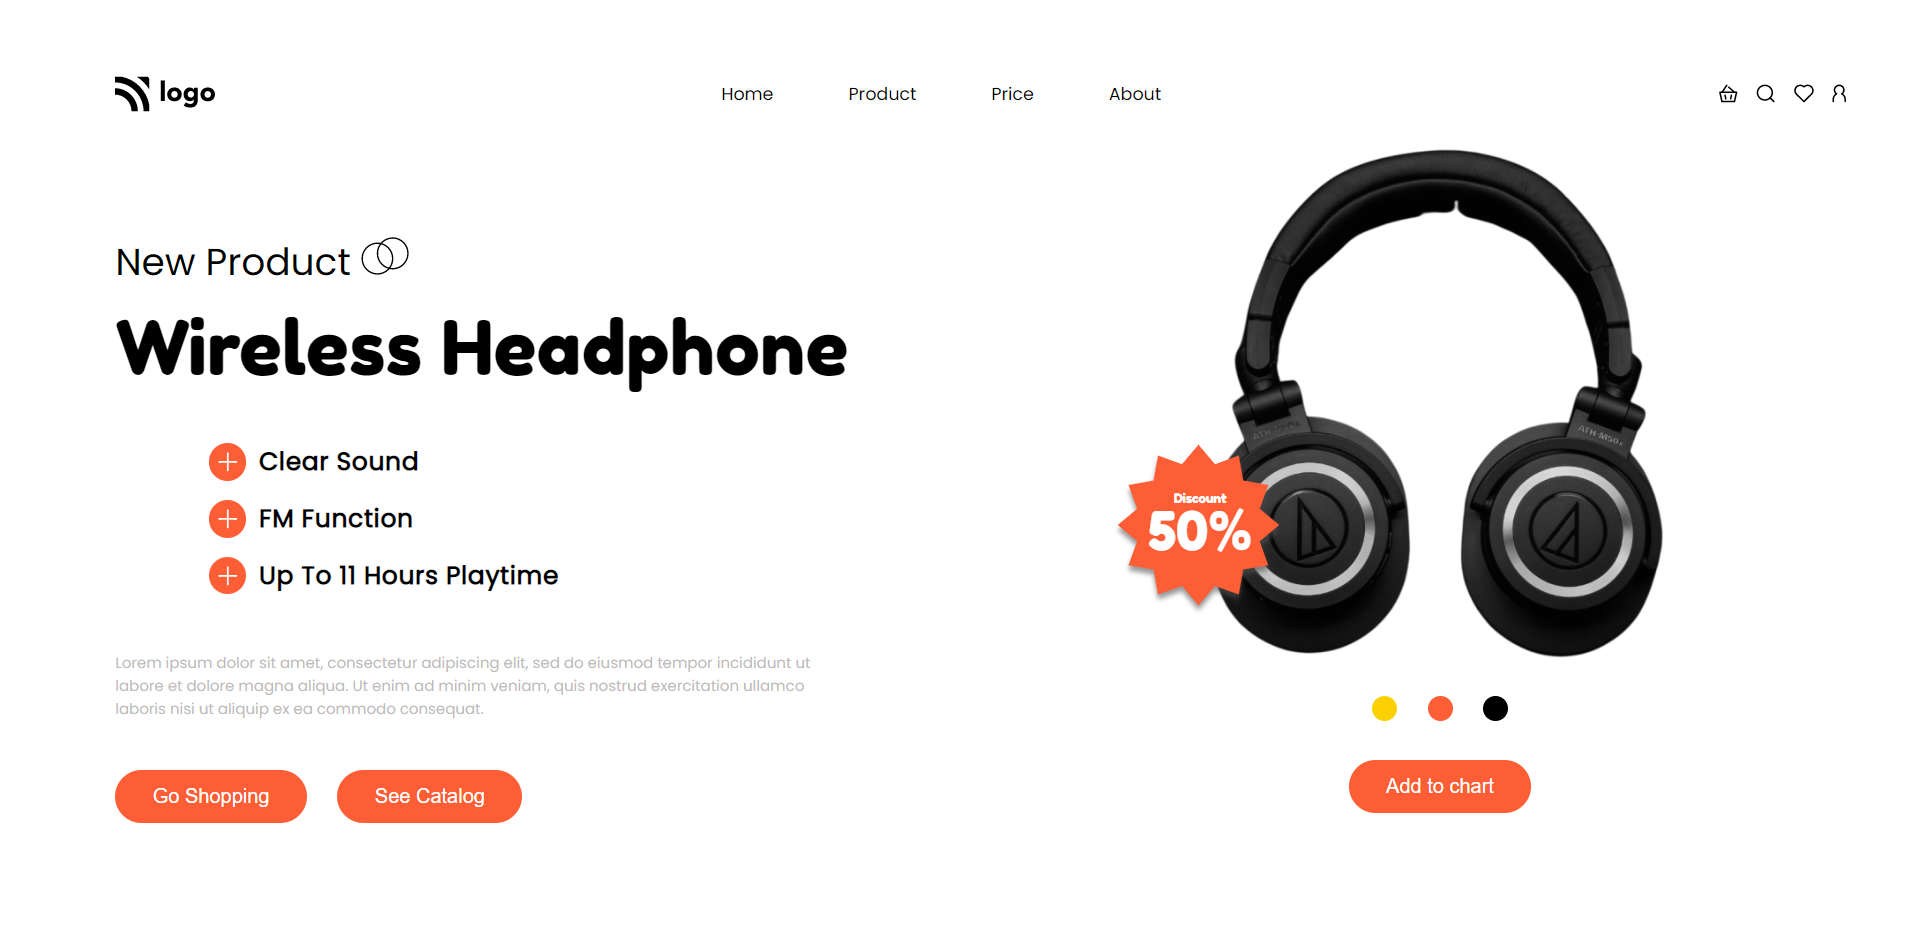 logo
Home
Product
Price
About
New Product
Wireless Headphone
Clear Sound
FM Function
Up To 11 Hours Playtime
Lorem ipsum dolor sit amet, consectetur adipiscing elit, sed do eiusmod tempor incididunt ut
labore et dolore magna aliqua. Ut enim ad minim veniam, quis nostrud exercitation ullamco
laboris nisi ut aliquip ex ea commodo consequat.
Go Shopping
See Catalog
ATH-M50x
Discount
50%
Add to chart